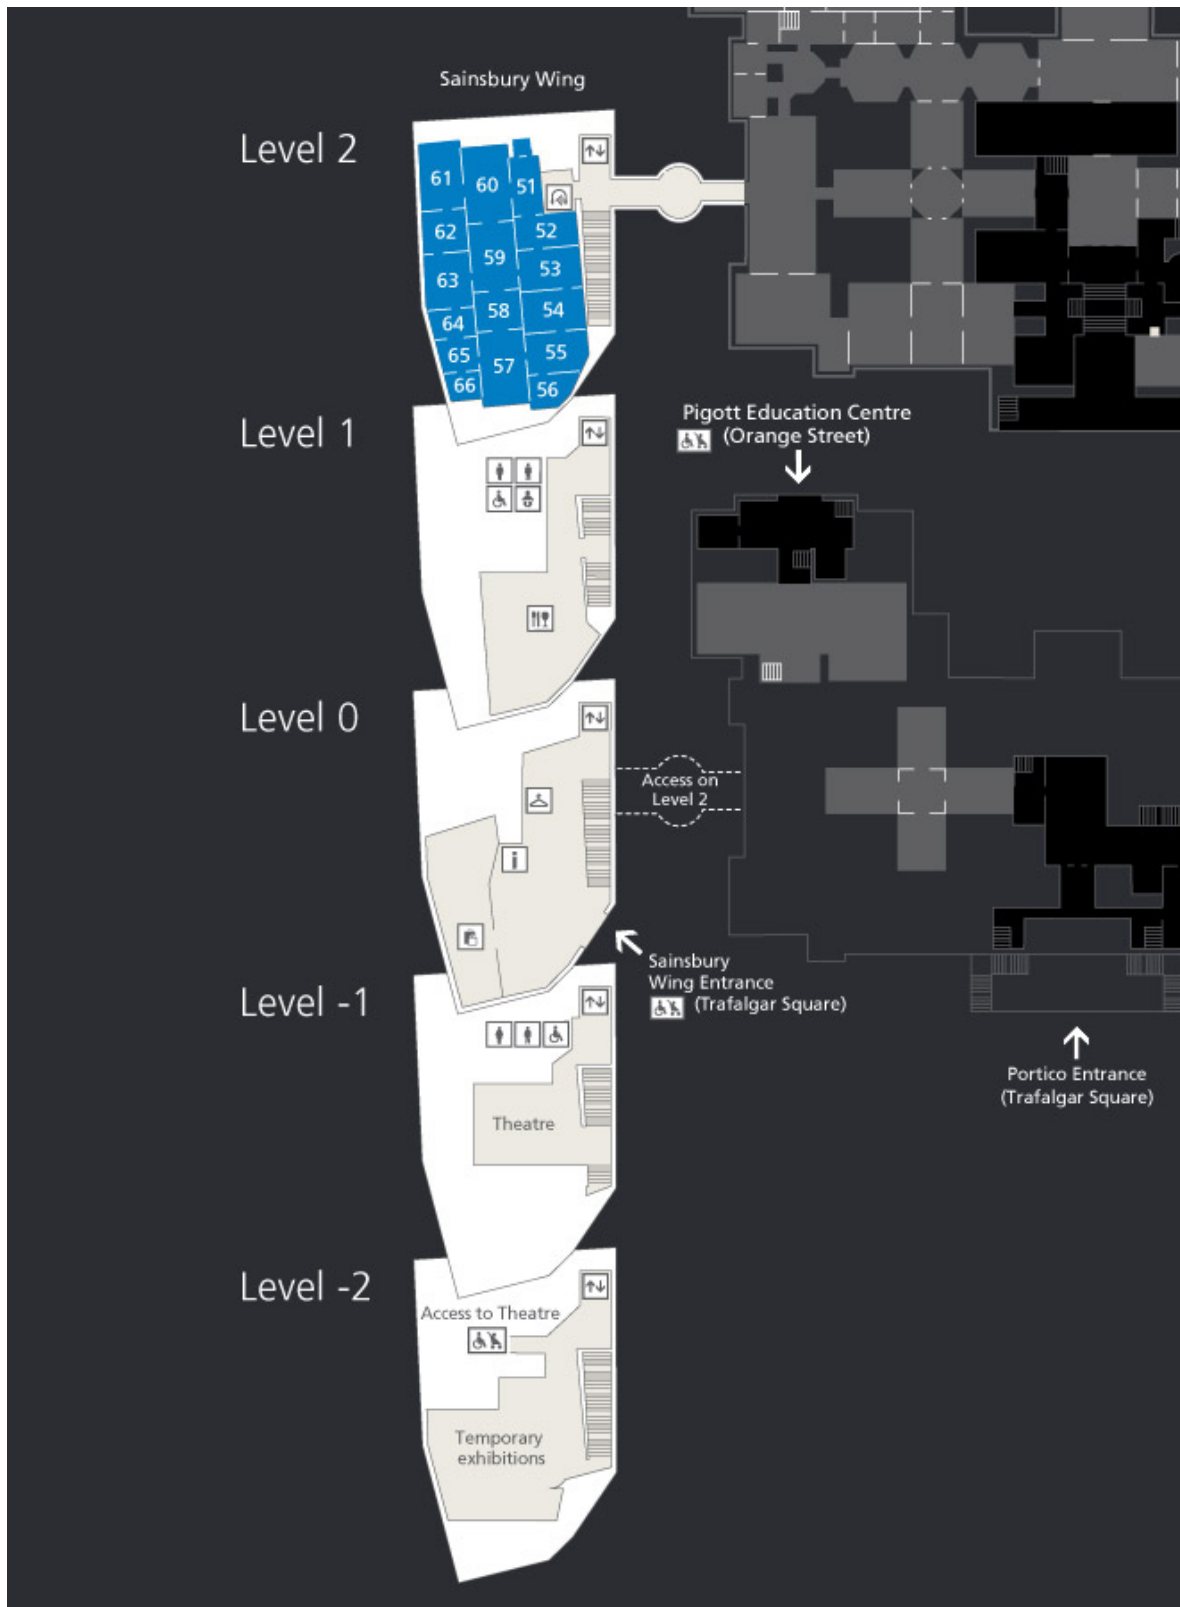 Sainsbury Wing
Level 2
61
60
51
62
52
59
53
63
58
54
64
65
57
55
66
56
Level 1
Pigott Education Centre
(Orange Street)
Level 0
Access on
Level 2
i
Sainsbury
Wing Entrance
(Trafalgar Square)
Level -1
Theatre
Portico Entrance
(Trafalgar Square)
Level -2
Access to Theatre
Temporary
exhibitions